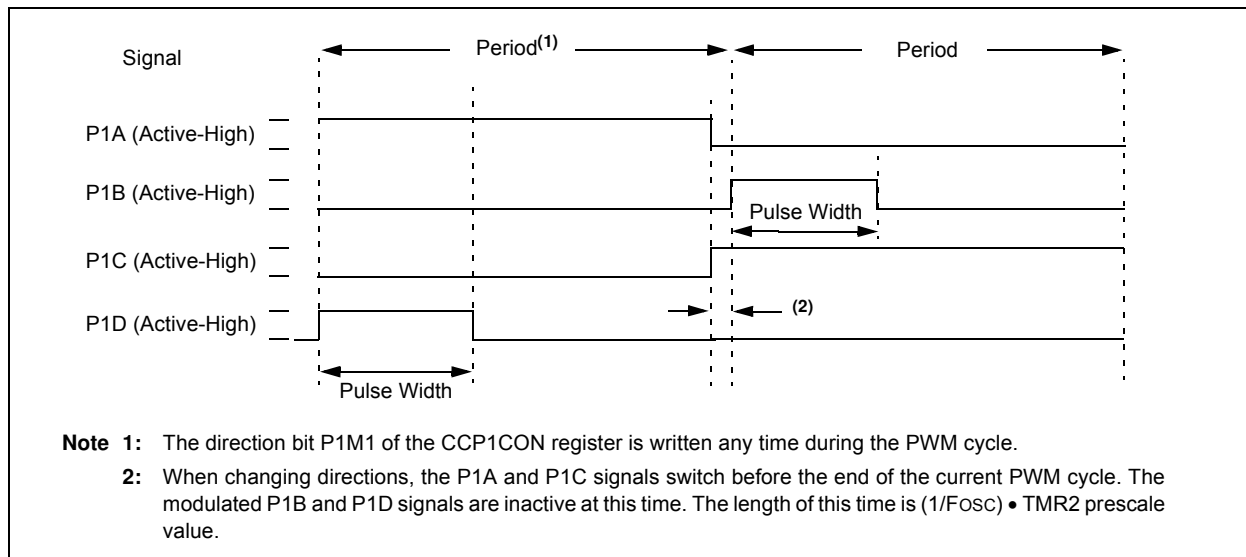 Signal
Period(1)
Period
P1A (Active-High)
P1B (Active-High)
Pulse Width
P1C (Active-High)
(2)
P1D (Active-High)
Pulse Width
Note 1: The direction bit P1M1 of the CCP1CON register is written any time during the PWM cycle.
2: When changing directions, the P1A and P1C signals switch before the end of the current PWM cycle. The
modulated P1B and P1D signals are inactive at this time. The length of this time is (1/FOSC) • TMR2 prescale
value.